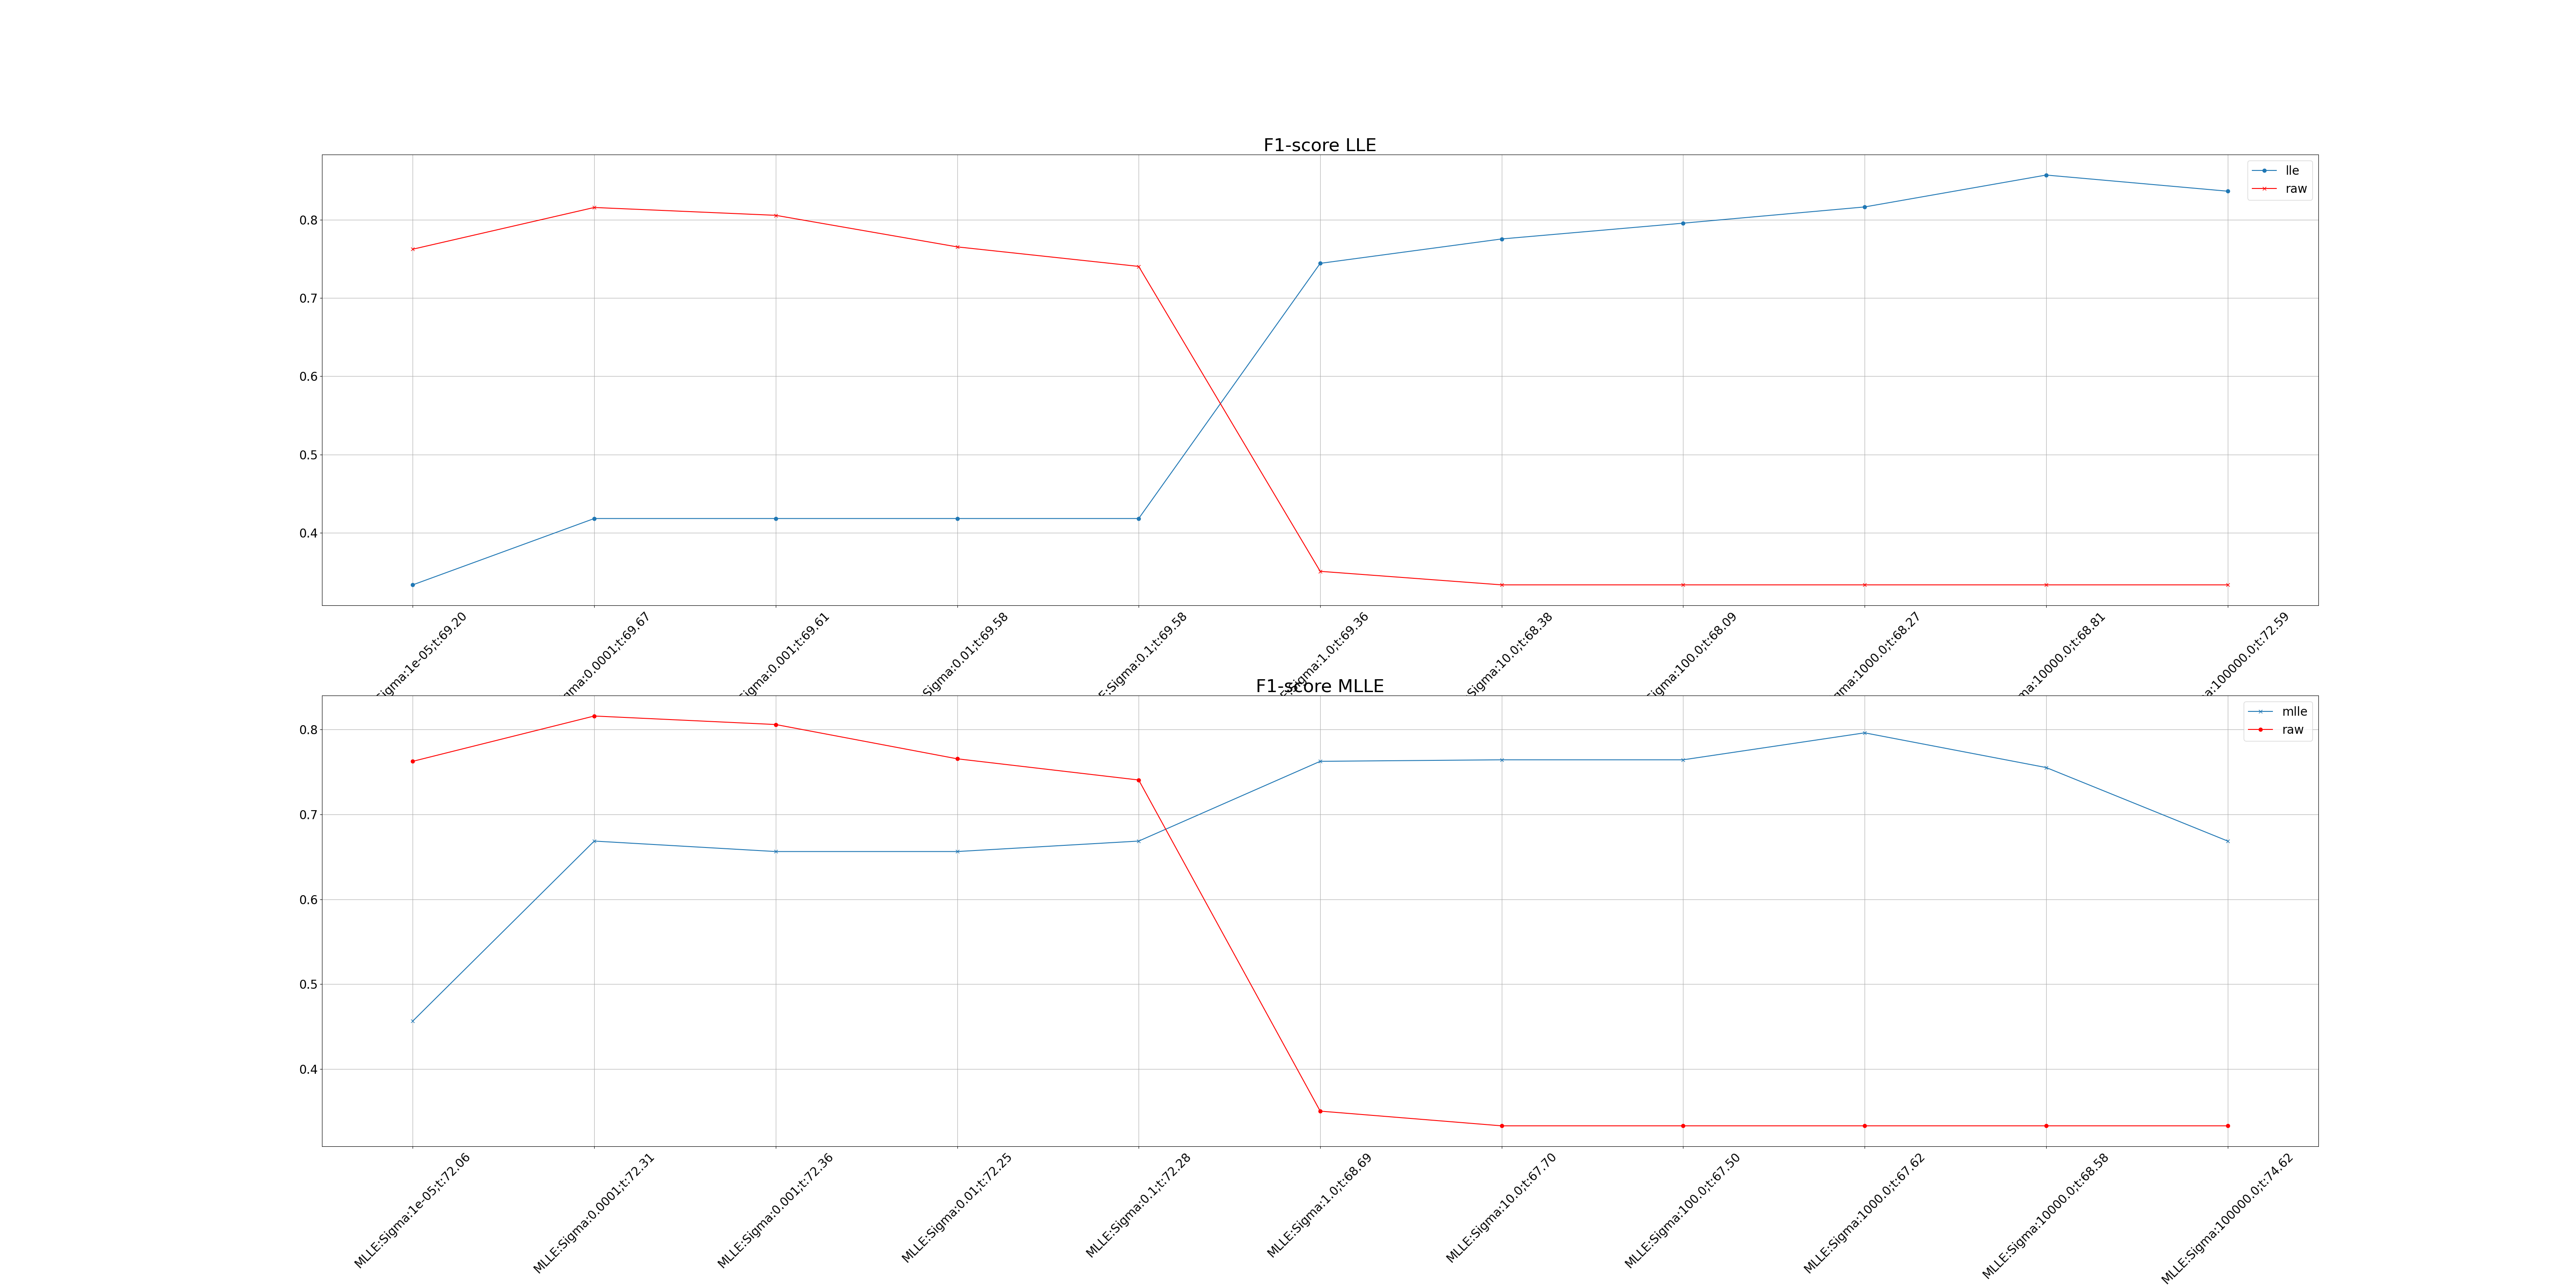 F1-score LLE
lle
raw
0.8
0.7
0.6
0.5
0.4
igma:1e-05;t:69.20
gma:0.0001;t:69.67
igma:0.001;t:69.61
Sigma:0.01;t:69.58
E:Sigma:0.1;t:69.58
E:Sigma:1.0;t:69.36
Sigma:10.0;t:68.38
igma:100.0;t:68.09
gma:1000.0;t:68.27
ma:10000.0;t:68.81
a:100000.0;t:72.59
F1-score MLLE
mlle
raw
0.8
0.7
0.6
0.5
0.4
MLLE:Sigma:1e-05;t:72.06
MLLE:Sigma:0.0001;t:72.31
MLLE:Sigma:0.001;t:72.36
MLLE:Sigma:0.01;t:72.25
MLLE:Sigma:0.1;t:72.28
MLLE:Sigma:1.0;t:68.69
MLLE:Sigma:10.0;t:67.70
MLLE:Sigma:100.0;t:67.50
MLLE:Sigma:1000.0;t:67.62
MLLE:Sigma:10000.0;t:68.58
MLLE:Sigma:100000.0;t:74.62